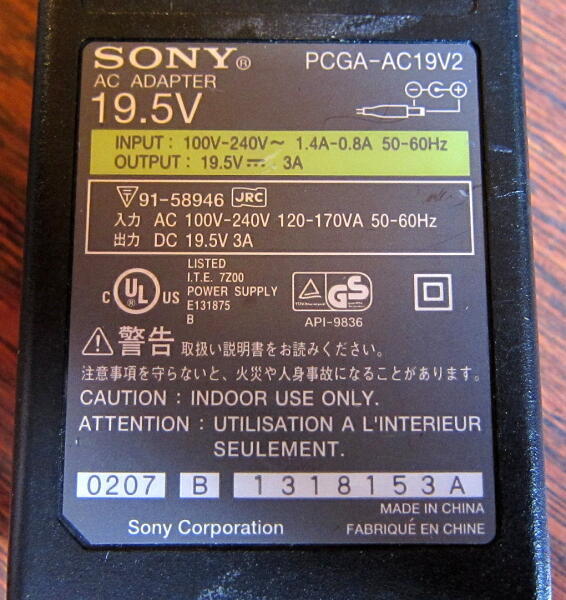 SONY® PCGA-AC19V2
AC ADAPTER
19.5V
INPUT : 100V-240V~ 1.4A-0.8A 50-60Hz
OUTPUT : 19.5V⎓ 3A
91-58946 JRC
入力 AC 100V-240V 120-170VA 50-60Hz
出力 DC 19.5V 3A
LISTED
I.T.E. 7Z00
C UL® US POWER SUPPLY
E131875
B
GS
API-9836
警告 取扱い説明書をお読みください。
注意事項を守らないと、火災や人身事故になることがあります。
CAUTION : INDOOR USE ONLY.
ATTENTION : UTILISATION A L'INTERIEUR
SEULEMENT.
0207 B 1318153A
MADE IN CHINA
Sony Corporation FABRIQUÉ EN CHINE